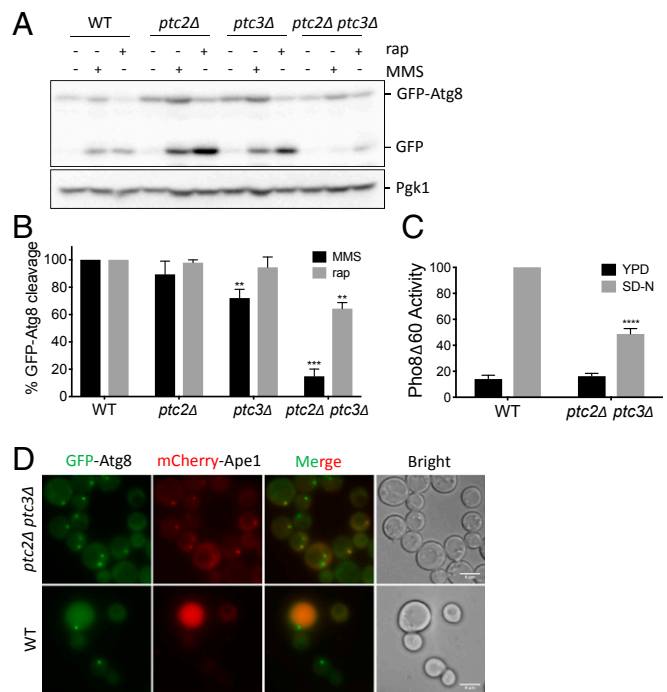 A
WT ptc2Δ ptc3Δ ptc2Δ ptc3Δ
- - + - - + - - + - - + rap
- + - - + - - + - - + - MMS
GFP-Atg8
GFP
Pgk1
B
% GFP-Atg8 cleavage
100
80
60
40
20
0
MMS
rap
**
***
**
WT ptc2Δ ptc3Δ ptc2Δ ptc3Δ
C
Pho8Δ60 Activity
100
80
60
40
20
0
YPD
SD-N
****
WT ptc2Δ ptc3Δ
D
GFP-Atg8 mCherry-Ape1 Merge Bright
ptc2Δ ptc3Δ
WT